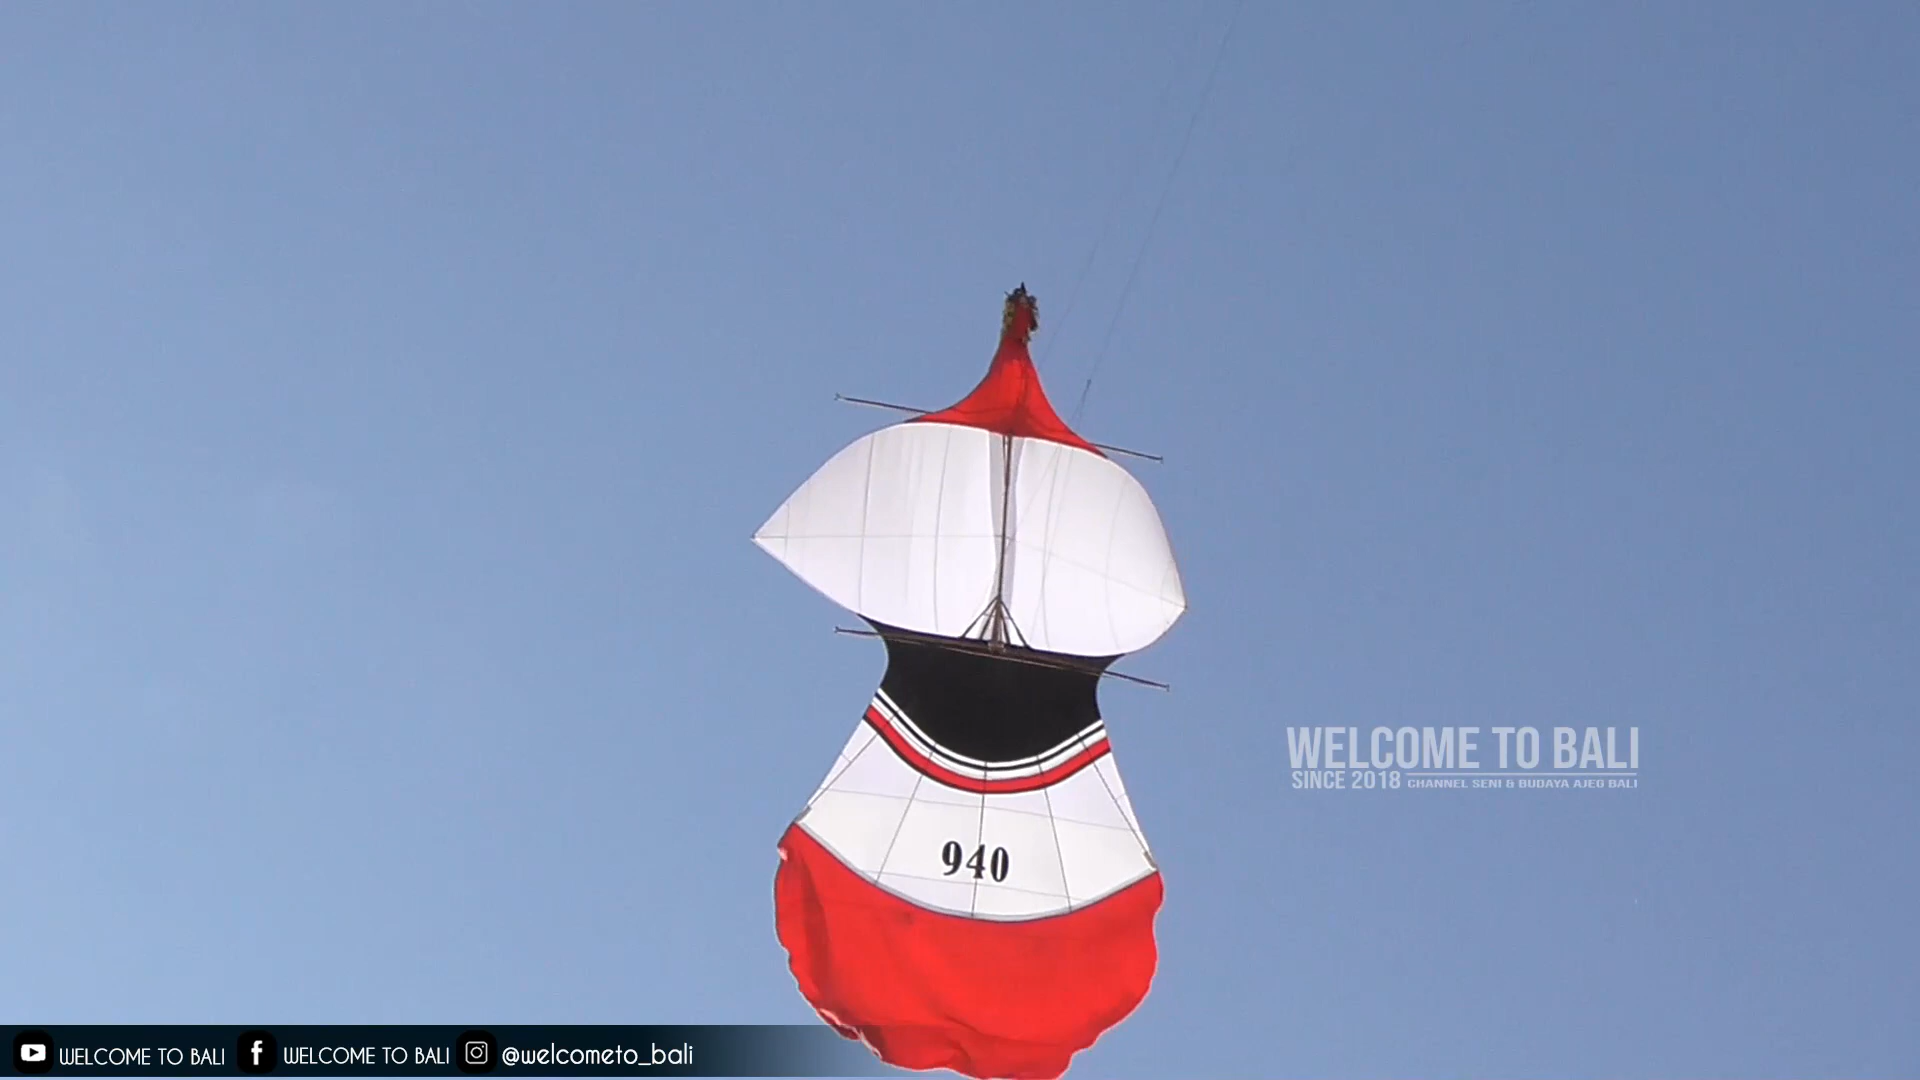 940
WELCOME TO BALI
SINCE 2018 CHANNEL SENI & BUDAYA AJEG BALI
WELCOME TO BALI WELCOME TO BALI @welcometo_bali